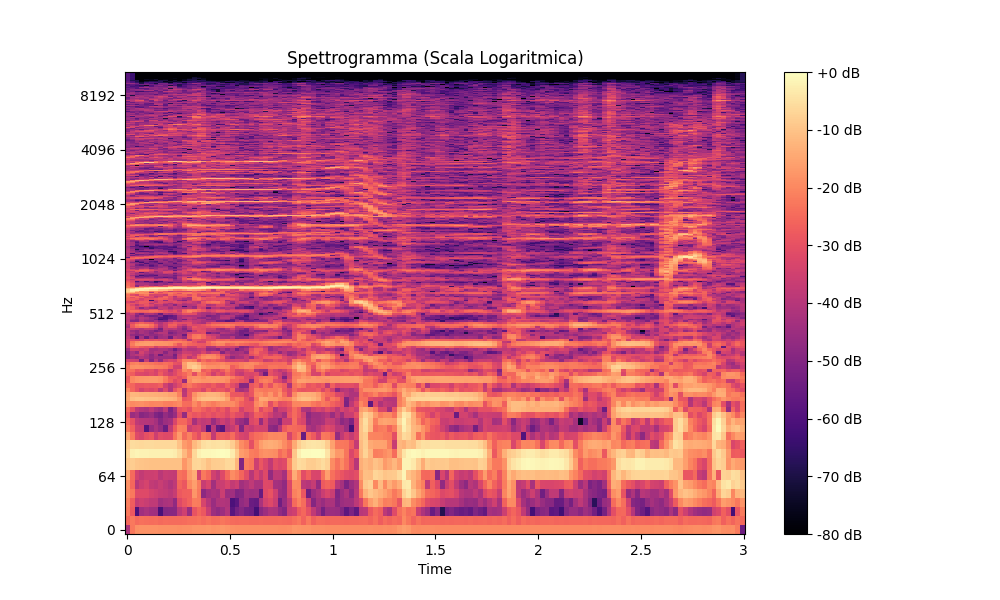 Spettrogramma (Scala Logaritmica)
8192
4096
2048
1024
512
256
128
64
0
Hz
0
0.5
1
1.5
2
2.5
3
Time
+0 dB
-10 dB
-20 dB
-30 dB
-40 dB
-50 dB
-60 dB
-70 dB
-80 dB